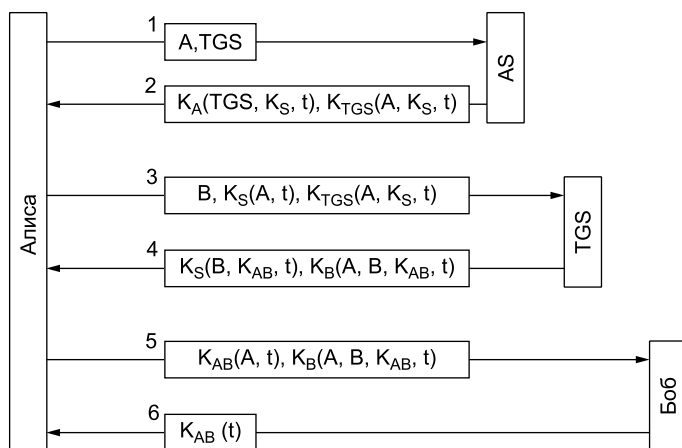 Алиса
1
A,TGS
AS
2
K_A(TGS, K_S, t), K_TGS(A, K_S, t)
3
B, K_S(A, t), K_TGS(A, K_S, t)
TGS
4
K_S(B, K_AB, t), K_B(A, B, K_AB, t)
5
K_AB(A, t), K_B(A, B, K_AB, t)
Боб
6
K_AB (t)